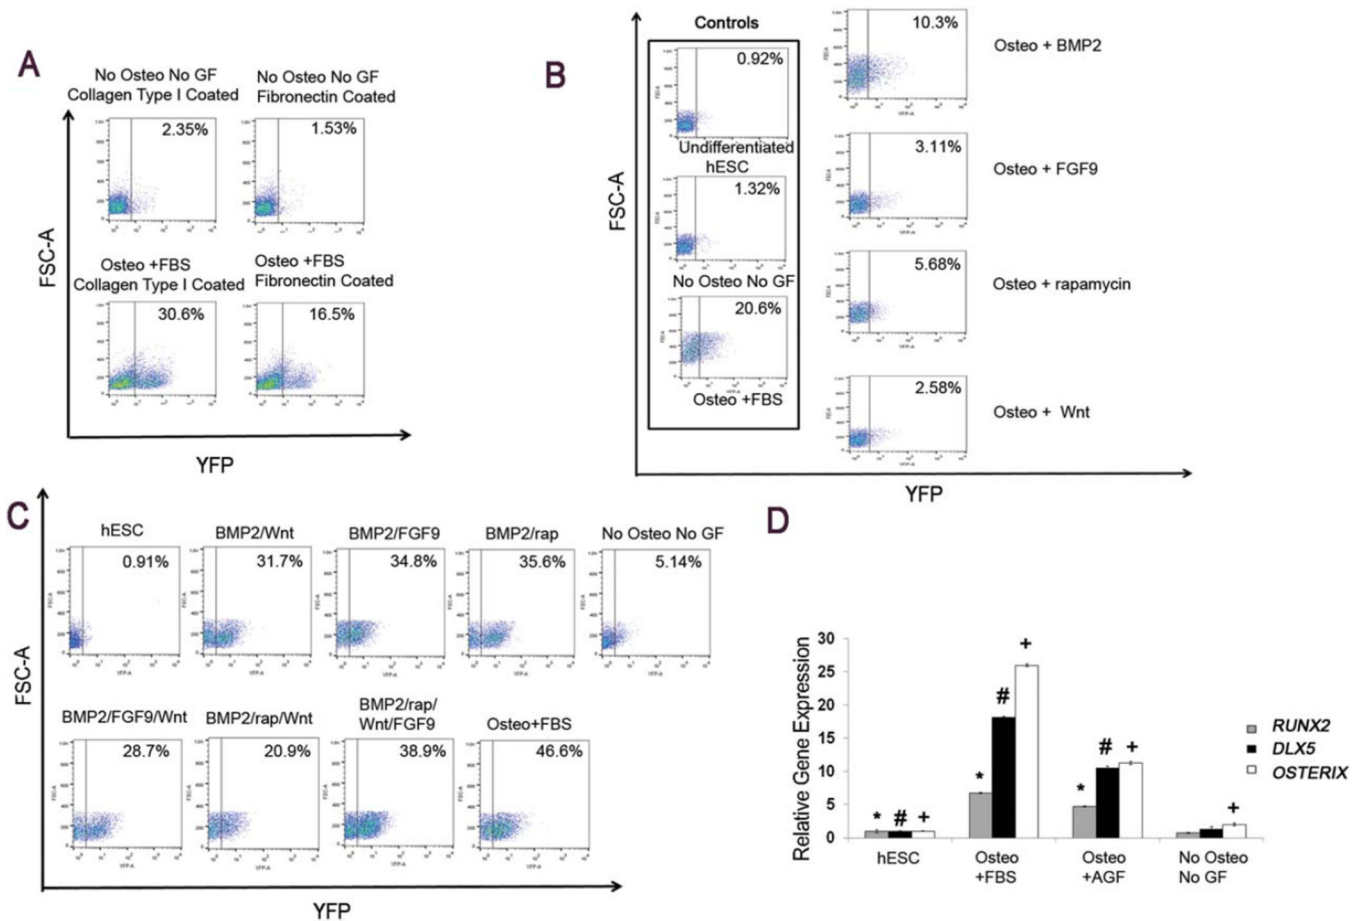 A
No Osteo No GF
Collagen Type I Coated
2.35%
No Osteo No GF
Fibronectin Coated
1.53%
Osteo +FBS
Collagen Type I Coated
30.6%
Osteo +FBS
Fibronectin Coated
16.5%
FSC-A
YFP
B
Controls
0.92%
Undifferentiated
hESC
1.32%
No Osteo No GF
20.6%
Osteo +FBS
10.3%
Osteo + BMP2
3.11%
Osteo + FGF9
5.68%
Osteo + rapamycin
2.58%
Osteo + Wnt
FSC-A
YFP
C
hESC
0.91%
BMP2/Wnt
31.7%
BMP2/FGF9
34.8%
BMP2/rap
35.6%
No Osteo No GF
5.14%
BMP2/FGF9/Wnt
28.7%
BMP2/rap/Wnt
20.9%
BMP2/rap/
Wnt/FGF9
38.9%
Osteo+FBS
46.6%
FSC-A
YFP
D
Relative Gene Expression
30
25
20
15
10
5
0
* # +
* # +
* # +
+
hESC
Osteo
+FBS
Osteo
+AGF
No Osteo
No GF
RUNX2
DLX5
OSTERIX